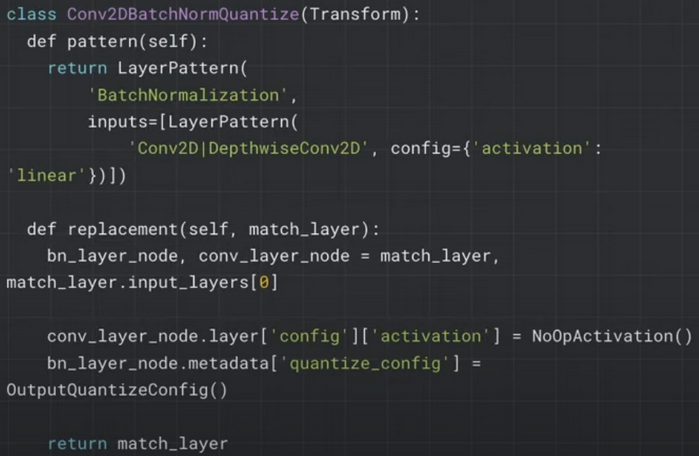 class Conv2DBatchNormQuantize(Transform):
  def pattern(self):
    return LayerPattern(
        'BatchNormalization',
        inputs=[LayerPattern(
            'Conv2D|DepthwiseConv2D', config={'activation':
'linear'})])
  def replacement(self, match_layer):
    bn_layer_node, conv_layer_node = match_layer,
match_layer.input_layers[0]
    conv_layer_node.layer['config']['activation'] = NoOpActivation()
    bn_layer_node.metadata['quantize_config'] =
OutputQuantizeConfig()
    return match_layer